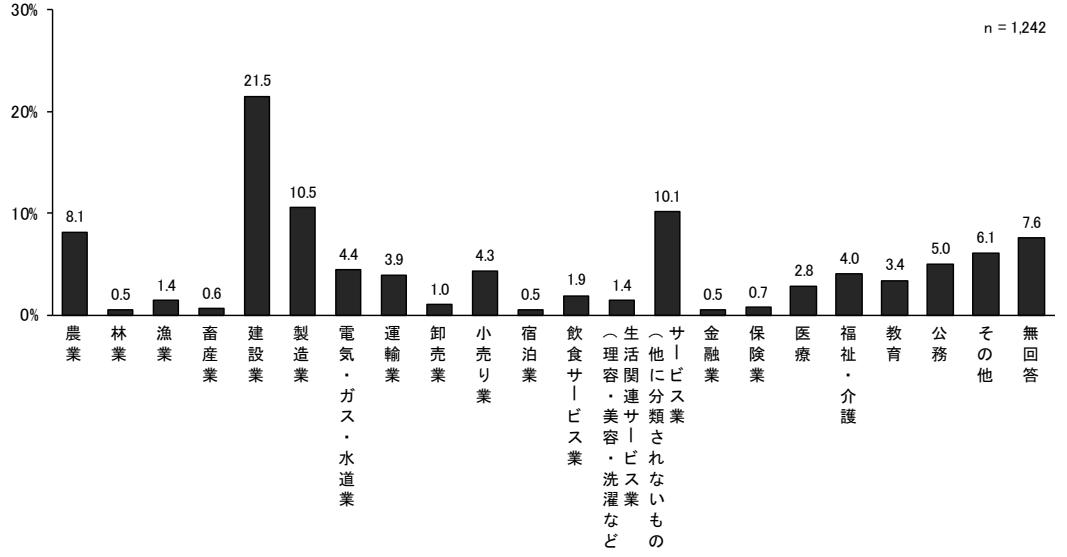 30%
n = 1,242
20%
10%
0%
8.1
0.5
1.4
0.6
21.5
10.5
4.4
3.9
1.0
4.3
0.5
1.9
1.4
10.1
0.5
0.7
2.8
4.0
3.4
5.0
6.1
7.6
農業
林業
漁業
畜産業
建設業
製造業
電気・ガス・水道業
運輸業
卸売業
小売り業
宿泊業
飲食サービス業
生活関連サービス業
（理容・美容・洗濯など
サービス業
（他に分類されないもの
金融業
保険業
医療
福祉・介護
教育
公務
その他
無回答